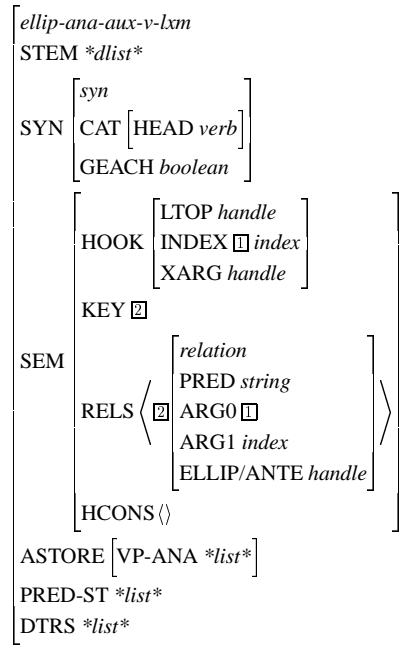 ellip-ana-aux-v-lxm
STEM *dlist*
syn
SYN CAT [HEAD verb]
GEACH boolean
LTOP handle
HOOK INDEX 1 index
XARG handle
KEY 2
SEM
relation
PRED string
RELS ⟨ 2 ARG0 1 ⟩
ARG1 index
ELLIP/ANTE handle
HCONS ⟨⟩
ASTORE [VP-ANA *list*]
PRED-ST *list*
DTRS *list*